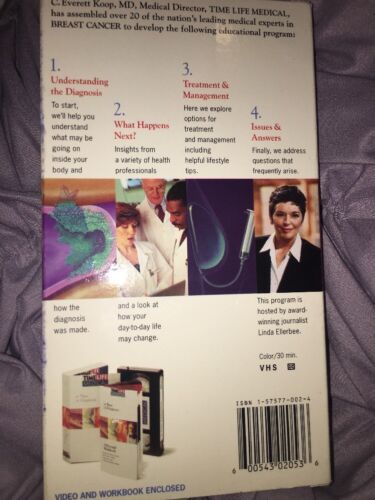 C. Everett Koop, MD, Medical Director, TIME LIFE MEDICAL,
has assembled over 20 of the nation's leading medical experts in
BREAST CANCER to develop the following educational program:
1.
Understanding
the Diagnosis
To start,
we'll help you
understand
what may be
going on
inside your
body and
how the
diagnosis
was made.
2.
What Happens
Next?
Insights from
a variety of health
professionals
and a look at
how your
day-to-day life
may change.
3.
Treatment &
Management
Here we explore
options for
treatment
and management
including
helpful lifestyle
tips.
4.
Issues &
Answers
Finally, we address
questions that
frequently arise.
This program is
hosted by award-
winning journalist
Linda Ellerbee.
Color/30 min.
VHS
TIME LIFE
ISBN 1-57577-002-4
6 00543 02053 6
VIDEO AND WORKBOOK ENCLOSED